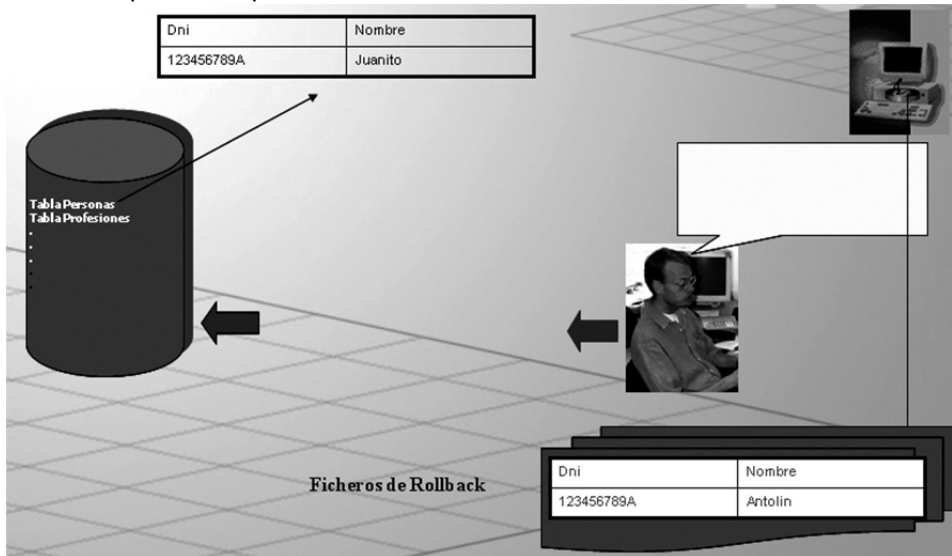 Dni Nombre
123456789A Juanito
Tabla Personas
Tabla Profesiones
.
.
.
.
.
Ficheros de Rollback
Dni Nombre
123456789A Antolin